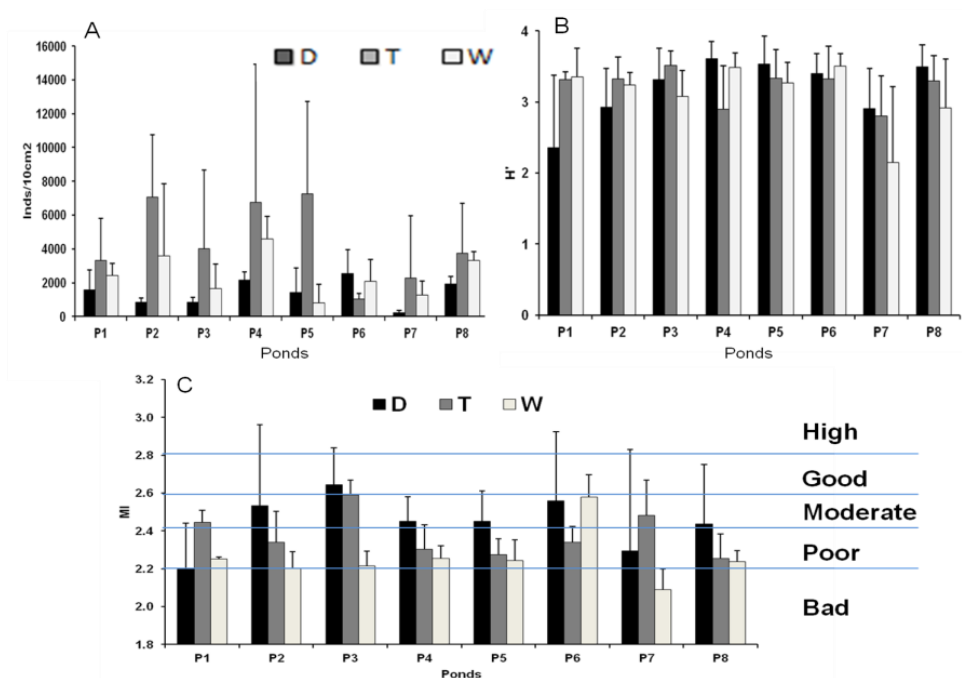 A
D T W
16000
14000
12000
10000
8000
6000
4000
2000
0
Inds/10cm2
P1 P2 P3 P4 P5 P6 P7 P8
Ponds
B
4
3
2
1
0
H'
P1 P2 P3 P4 P5 P6 P7 P8
Ponds
C
D T W
3.2
3.0
2.8
2.6
2.4
2.2
2.0
1.8
MI
P1 P2 P3 P4 P5 P6 P7 P8
Ponds
High
Good
Moderate
Poor
Bad